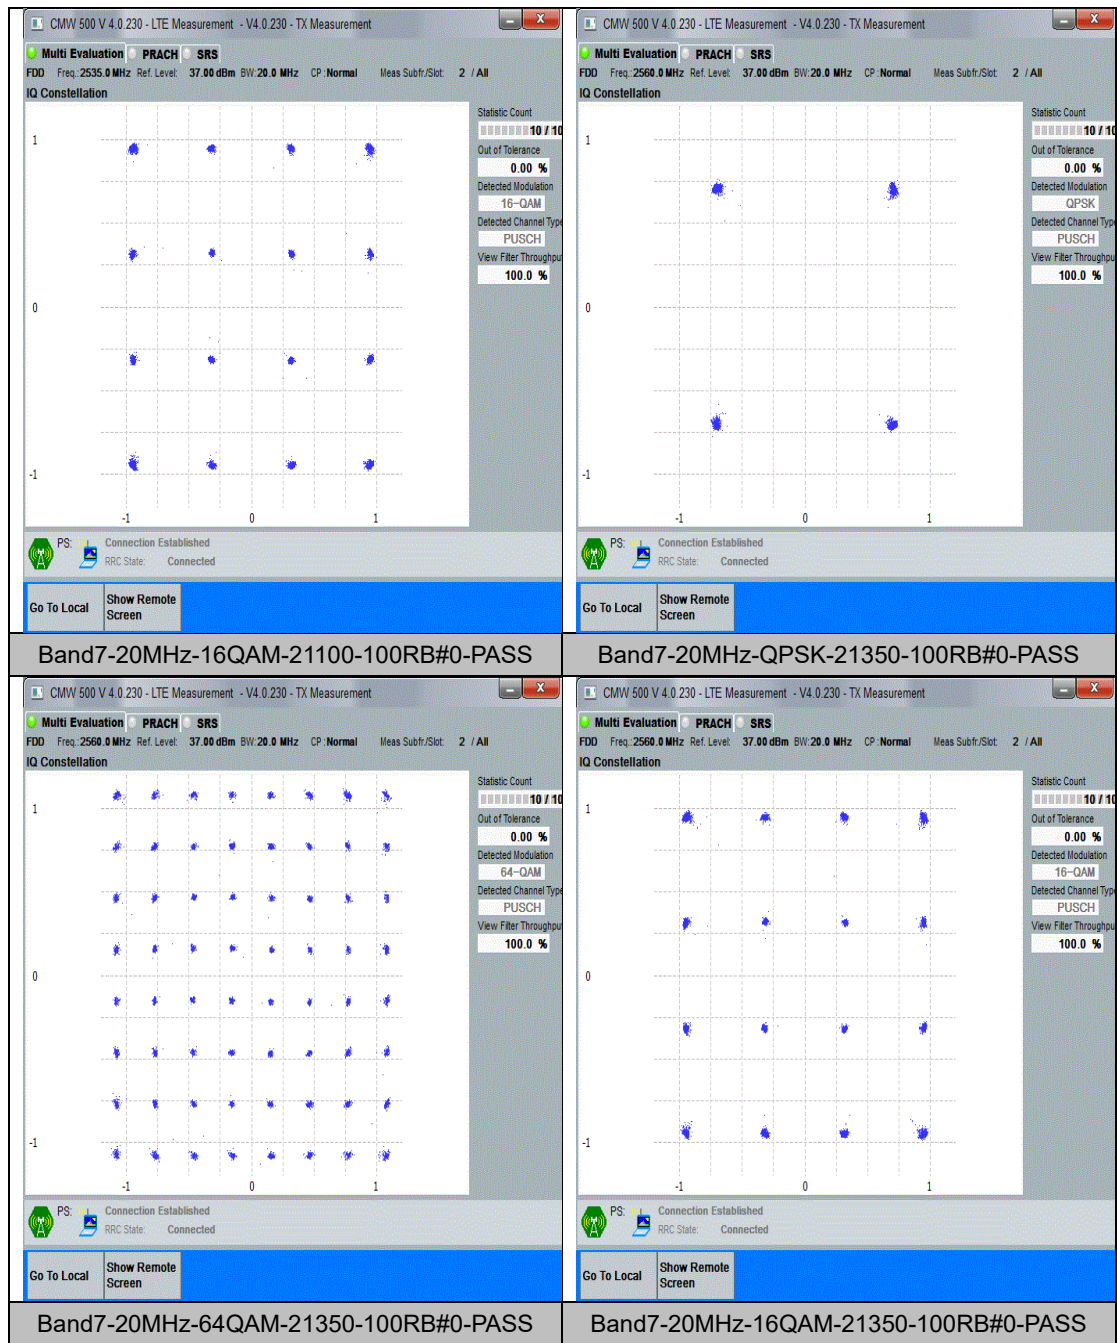 CMW 500 V 4.0.230 - LTE Measurement - V4.0.230 - TX Measurement
Multi Evaluation PRACH SRS
FDD Freq.:2535.0 MHz Ref. Level: 37.00 dBm BW:20.0 MHz CP :Normal Meas Subfr./Slot: 2 / All
IQ Constellation
Statistic Count
10 / 10
Out of Tolerance
0.00 %
Detected Modulation
16-QAM
Detected Channel Type
PUSCH
View Filter Throughput
100.0 %
1
0
-1
-1 0 1
PS: Connection Established
RRC State: Connected
Go To Local
Show Remote
Screen
Band7-20MHz-16QAM-21100-100RB#0-PASS
CMW 500 V 4.0.230 - LTE Measurement - V4.0.230 - TX Measurement
Multi Evaluation PRACH SRS
FDD Freq.:2560.0 MHz Ref. Level: 37.00 dBm BW:20.0 MHz CP :Normal Meas Subfr./Slot: 2 / All
IQ Constellation
Statistic Count
10 / 10
Out of Tolerance
0.00 %
Detected Modulation
QPSK
Detected Channel Type
PUSCH
View Filter Throughpu
100.0 %
1
0
-1
-1 0 1
PS: Connection Established
RRC State: Connected
Go To Local
Show Remote
Screen
Band7-20MHz-QPSK-21350-100RB#0-PASS
CMW 500 V 4.0.230 - LTE Measurement - V4.0.230 - TX Measurement
Multi Evaluation PRACH SRS
FDD Freq.:2560.0 MHz Ref. Level: 37.00 dBm BW:20.0 MHz CP :Normal Meas Subfr./Slot: 2 / All
IQ Constellation
Statistic Count
10 / 10
Out of Tolerance
0.00 %
Detected Modulation
64-QAM
Detected Channel Type
PUSCH
View Filter Throughput
100.0 %
1
0
-1
-1 0 1
PS: Connection Established
RRC State: Connected
Go To Local
Show Remote
Screen
Band7-20MHz-64QAM-21350-100RB#0-PASS
CMW 500 V 4.0.230 - LTE Measurement - V4.0.230 - TX Measurement
Multi Evaluation PRACH SRS
FDD Freq.:2560.0 MHz Ref. Level: 37.00 dBm BW:20.0 MHz CP :Normal Meas Subfr./Slot: 2 / All
IQ Constellation
Statistic Count
10 / 10
Out of Tolerance
0.00 %
Detected Modulation
16-QAM
Detected Channel Type
PUSCH
View Filter Throughpu
100.0 %
1
0
-1
-1 0 1
PS: Connection Established
RRC State: Connected
Go To Local
Show Remote
Screen
Band7-20MHz-16QAM-21350-100RB#0-PASS